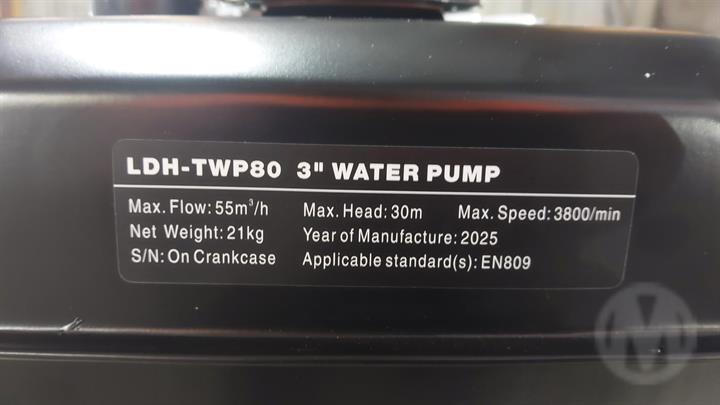 LDH-TWP80 3" WATER PUMP
Max. Flow: 55m³/h Max. Head: 30m Max. Speed: 3800/min
Net Weight: 21kg Year of Manufacture: 2025
S/N: On Crankcase Applicable standard(s): EN809
M